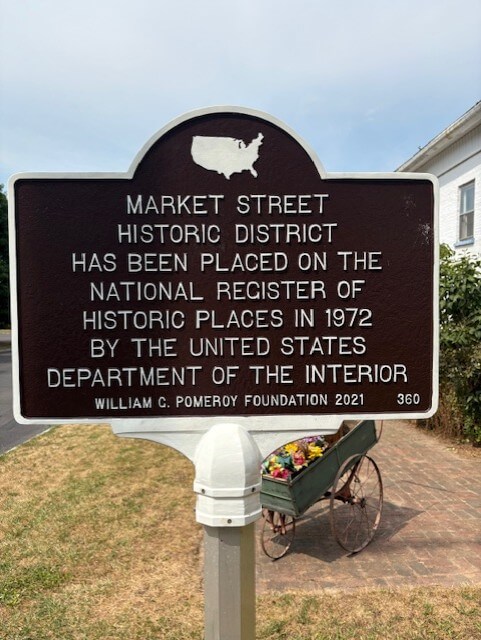 MARKET STREET
HISTORIC DISTRICT
HAS BEEN PLACED ON THE
NATIONAL REGISTER OF
HISTORIC PLACES IN 1972
BY THE UNITED STATES
DEPARTMENT OF THE INTERIOR
WILLIAM G. POMEROY FOUNDATION 2021 360